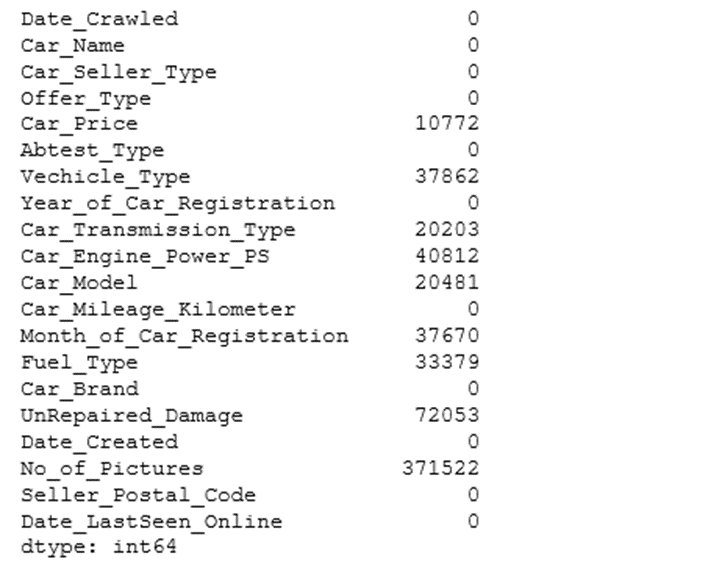 Date_Crawled 0
Car_Name 0
Car_Seller_Type 0
Offer_Type 0
Car_Price 10772
Abtest_Type 0
Vechicle_Type 37862
Year_of_Car_Registration 0
Car_Transmission_Type 20203
Car_Engine_Power_PS 40812
Car_Model 20481
Car_Mileage_Kilometer 0
Month_of_Car_Registration 37670
Fuel_Type 33379
Car_Brand 0
UnRepaired_Damage 72053
Date_Created 0
No_of_Pictures 371522
Seller_Postal_Code 0
Date_LastSeen_Online 0
dtype: int64